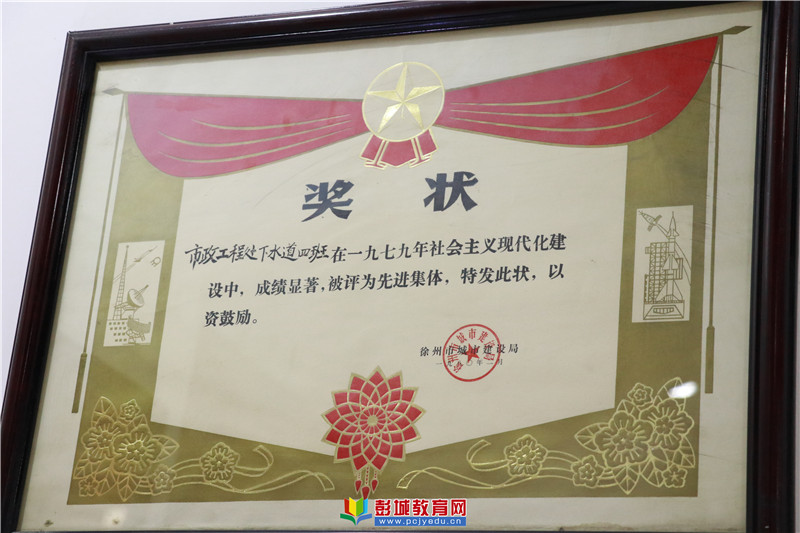 奖状
市政工程处下水道四班在一九七九年社会主义现代化建
设中，成绩显著，被评为先进集体，特发此状，以
资鼓励。
徐州市城市建设局
彭城教育网
www.pcjyedu.cn